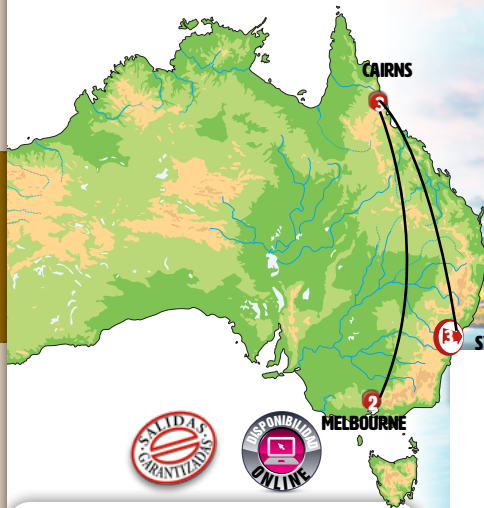 CAIRNS
3
3
S
2
MELBOURNE
SALIDAS
GARANTIZADAS
DISPONIBILIDAD
ONLINE